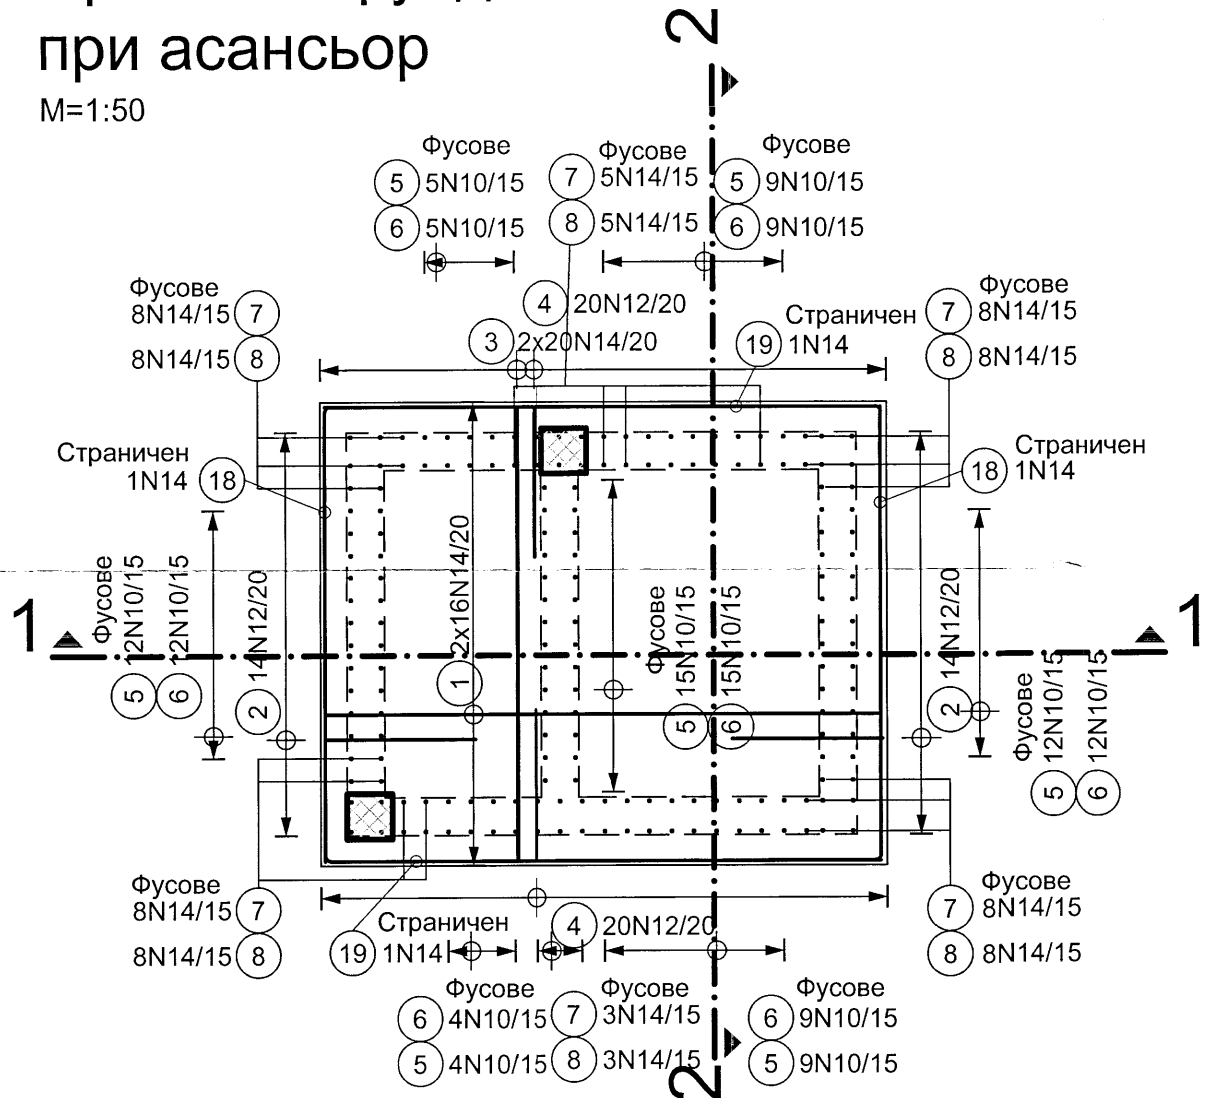 при асансьор
М=1:50
2
Фусове
5 5N10/15
6 5N10/15
Фусове
7 5N14/15
8 5N14/15
Фусове
5 9N10/15
6 9N10/15
Фусове
8N14/15 7
8N14/15 8
4 20N12/20
3 2x20N14/20
Страничен
19 1N14
Фусове
7 8N14/15
8 8N14/15
Страничен
1N14 18
Страничен
18 1N14
1
Фусове
5 12N10/15
6 12N10/15
2 14N12/20
1 2x16N14/20
Фусове
5 15N10/15
6 15N10/15
2 14N12/20
1
Фусове
5 12N10/15
6 12N10/15
Фусове
8N14/15 7
8N14/15 8
Страничен
19 1N14
4 20N12/20
Фусове
7 8N14/15
8 8N14/15
Фусове
6 4N10/15
5 4N10/15
Фусове
7 3N14/15
8 3N14/15
Фусове
6 9N10/15
5 9N10/15
2